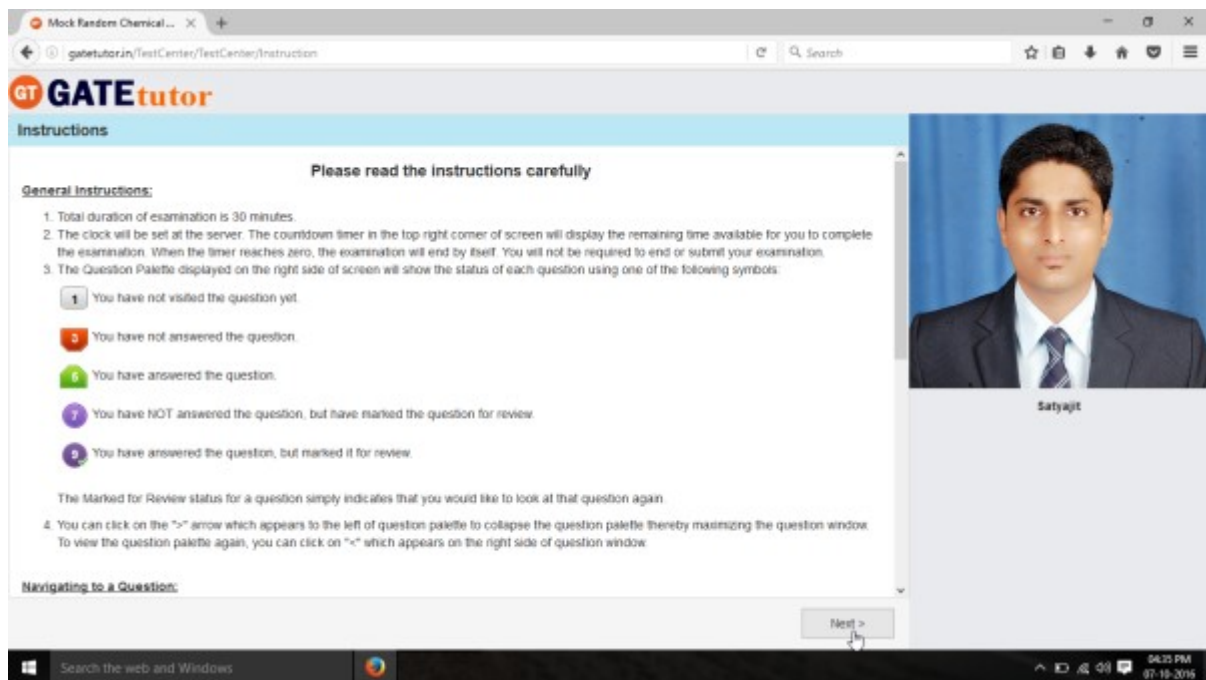 Mock Random Chemical ...
gatetutor.in/TestCenter/TestCenter/Instruction
Search
GT GATEtutor
Instructions
Please read the instructions carefully
General Instructions:
1. Total duration of examination is 30 minutes.
2. The clock will be set at the server. The countdown timer in the top right corner of screen will display the remaining time available for you to complete
the examination. When the timer reaches zero, the examination will end by itself. You will not be required to end or submit your examination.
3. The Question Palette displayed on the right side of screen will show the status of each question using one of the following symbols:
1 You have not visited the question yet.
3 You have not answered the question.
5 You have answered the question.
7 You have NOT answered the question, but have marked the question for review.
9 You have answered the question, but marked it for review.
The Marked for Review status for a question simply indicates that you would like to look at that question again.
4. You can click on the ">" arrow which appears to the left of question palette to collapse the question palette thereby maximizing the question window.
To view the question palette again, you can click on "<" which appears on the right side of question window.
Navigating to a Question:
Next >
Satyajit
Search the web and Windows
04:35 PM
07-10-2016